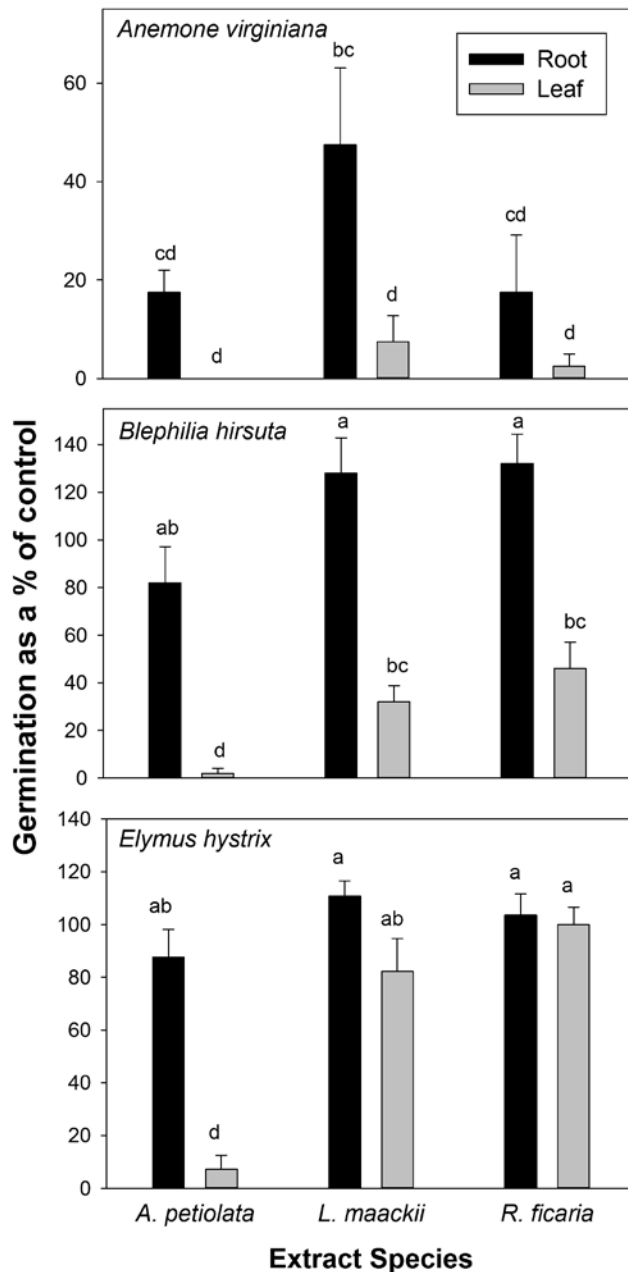 Anemone virginiana
Root
Leaf
60
40
20
0
cd
d
bc
d
cd
d
Blephilia hirsuta
140
120
100
80
60
40
20
0
ab
d
a
bc
a
bc
Elymus hystrix
140
120
100
80
60
40
20
0
ab
d
a
ab
a
a
A. petiolata
L. maackii
R. ficaria
Extract Species
Germination as a % of control